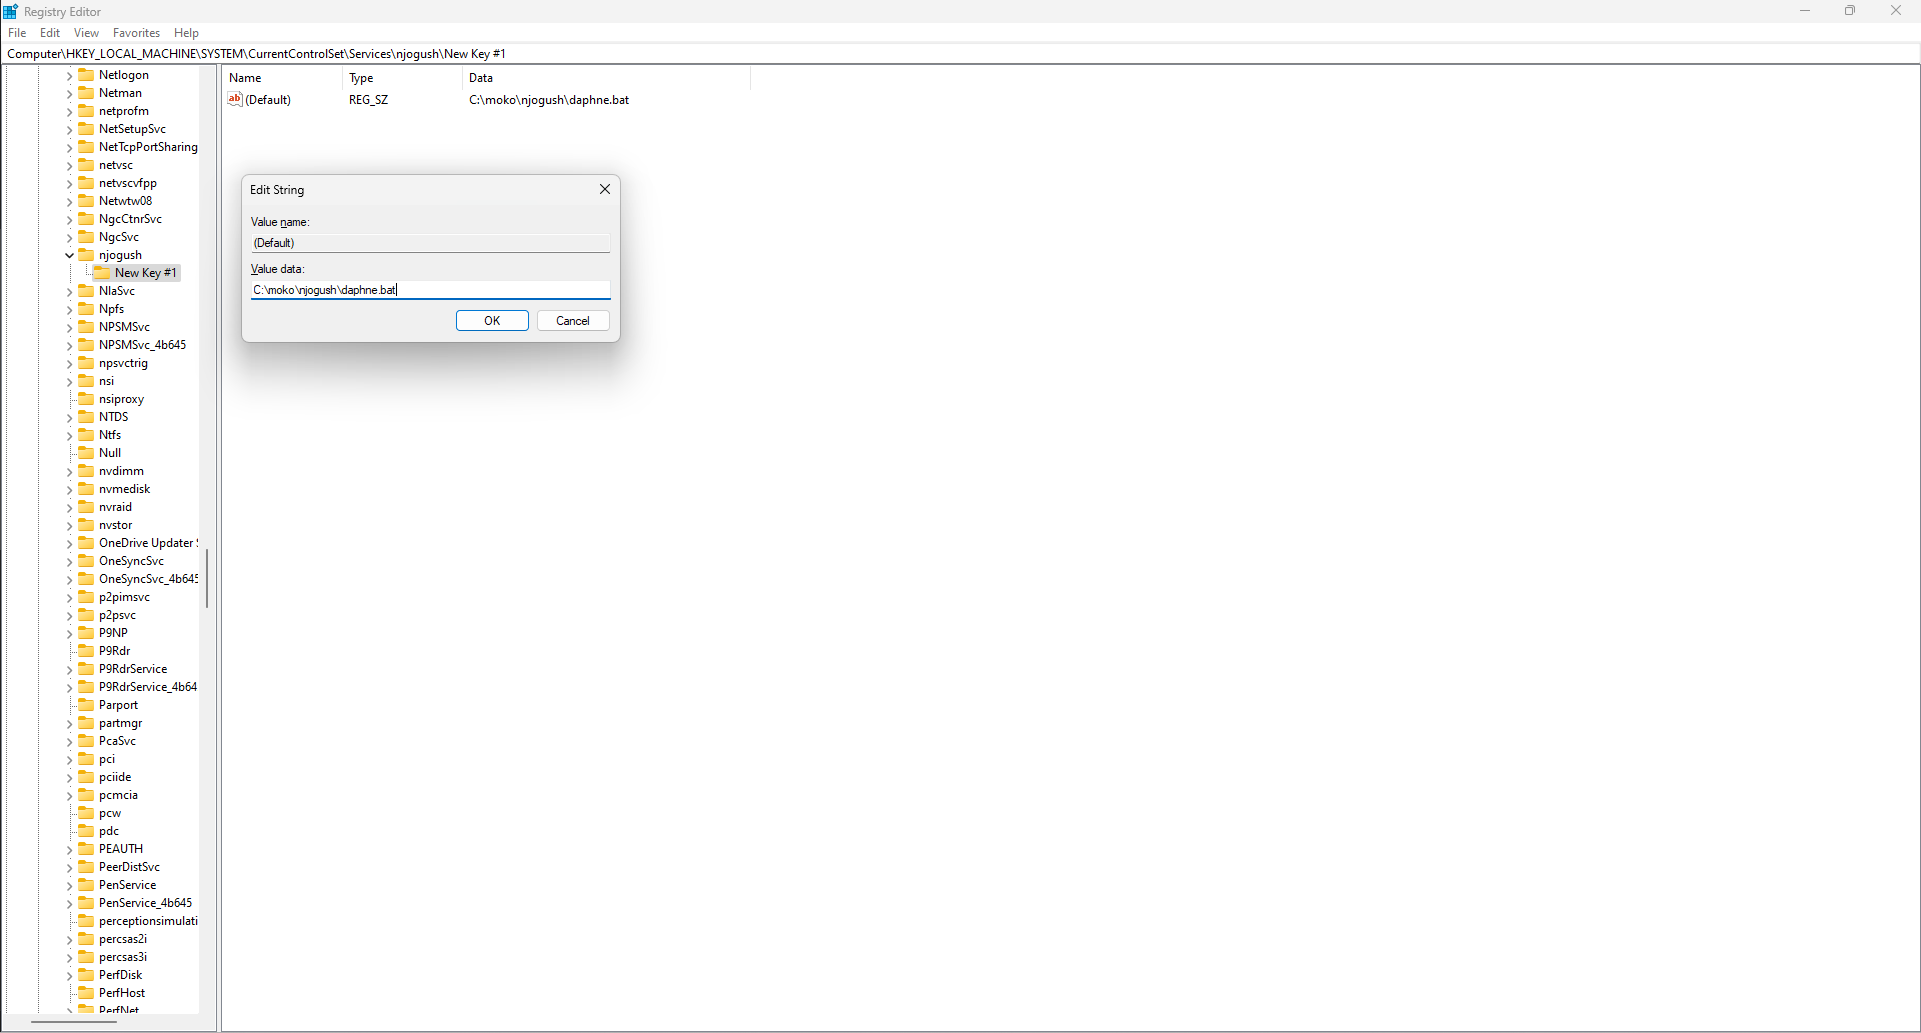 Registry Editor
File Edit View Favorites Help
Computer\HKEY_LOCAL_MACHINE\SYSTEM\CurrentControlSet\Services\njogush\New Key #1
Netlogon
Netman
netprofm
NetSetupSvc
NetTcpPortSharing
netvsc
netvscvfpp
Netwtw08
NgcCtnrSvc
NgcSvc
njogush
New Key #1
NlaSvc
Npfs
NPSMSvc
NPSMSvc_4b645
npsvctrig
nsi
nsiproxy
NTDS
Ntfs
Null
nvdimm
nvmedisk
nvraid
nvstor
OneDrive Updater
OneSyncSvc
OneSyncSvc_4b645
p2pimsvc
p2psvc
P9NP
P9Rdr
P9RdrService
P9RdrService_4b64
Parport
partmgr
PcaSvc
pci
pciide
pcmcia
pcw
pdc
PEAUTH
PeerDistSvc
PenService
PenService_4b645
perceptionsimulati
percsas2i
percsas3i
PerfDisk
PerfHost
PerfNet
Name Type Data
ab (Default) REG_SZ C:\moko\njogush\daphne.bat
Edit String
Value name:
(Default)
Value data:
C:\moko\njogush\daphne.bat
OK Cancel